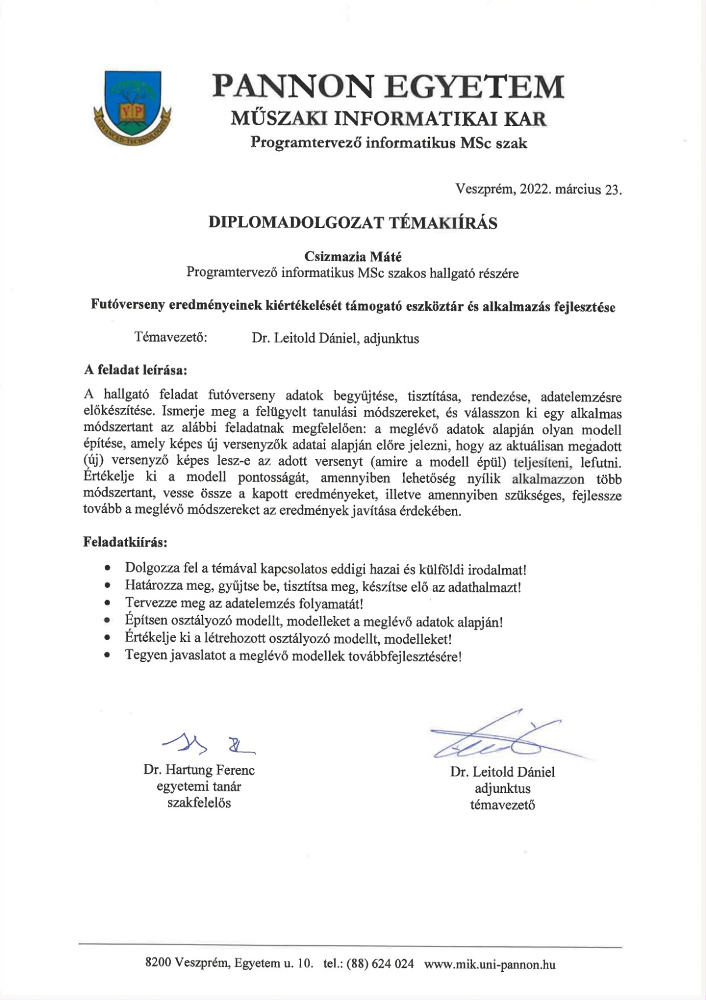 VP
ADVANCED TECHNOLOGIES
PANNON EGYETEM
MŰSZAKI INFORMATIKAI KAR
Programtervező informatikus MSc szak
Veszprém, 2022. március 23.
DIPLOMADOLGOZAT TÉMAKIÍRÁS
Csizmazia Máté
Programtervező informatikus MSc szakos hallgató részére
Futóverseny eredményeinek kiértékelését támogató eszköztár és alkalmazás fejlesztése
Témavezető: Dr. Leitold Dániel, adjunktus
A feladat leírása:
A hallgató feladat futóverseny adatok begyűjtése, tisztítása, rendezése, adatelemzésre
előkészítése. Ismerje meg a felügyelt tanulási módszereket, és válasszon ki egy alkalmas
módszertant az alábbi feladatnak megfelelően: a meglévő adatok alapján olyan modell
építése, amely képes új versenyzők adatai alapján előre jelezni, hogy az aktuálisan megadott
(új) versenyző képes lesz-e az adott versenyt (amire a modell épül) teljesíteni, lefutni.
Értékelje ki a modell pontosságát, amennyiben lehetőség nyílik alkalmazzon több
módszertant, vesse össze a kapott eredményeket, illetve amennyiben szükséges, fejlessze
tovább a meglévő módszereket az eredmények javítása érdekében.
Feladatkiírás:
• Dolgozza fel a témával kapcsolatos eddigi hazai és külföldi irodalmat!
• Határozza meg, gyűjtse be, tisztítsa meg, készítse elő az adathalmazt!
• Tervezze meg az adatelemzés folyamatát!
• Építsen osztályozó modellt, modelleket a meglévő adatok alapján!
• Értékelje ki a létrehozott osztályozó modellt, modelleket!
• Tegyen javaslatot a meglévő modellek továbbfejlesztésére!
Dr. Hartung Ferenc
egyetemi tanár
szakfelelős
Dr. Leitold Dániel
adjunktus
témavezető
8200 Veszprém, Egyetem u. 10. tel.: (88) 624 024 www.mik.uni-pannon.hu